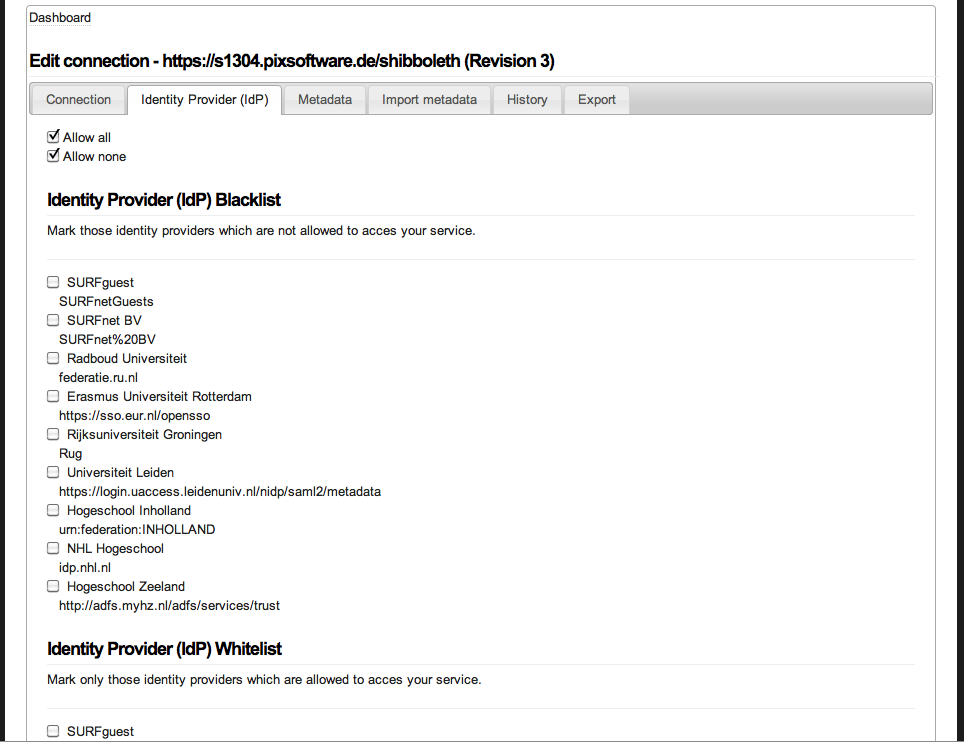 Dashboard
Edit connection - https://s1304.pixsoftware.de/shibboleth (Revision 3)
Connection Identity Provider (IdP) Metadata Import metadata History Export
Allow all
Allow none
Identity Provider (IdP) Blacklist
Mark those identity providers which are not allowed to acces your service.
SURFguest
SURFnetGuests
SURFnet BV
SURFnet%20BV
Radboud Universiteit
federatie.ru.nl
Erasmus Universiteit Rotterdam
https://sso.eur.nl/opensso
Rijksuniversiteit Groningen
Rug
Universiteit Leiden
https://login.uaccess.leidenuniv.nl/nidp/saml2/metadata
Hogeschool Inholland
urn:federation:INHOLLAND
NHL Hogeschool
idp.nhl.nl
Hogeschool Zeeland
http://adfs.myhz.nl/adfs/services/trust
Identity Provider (IdP) Whitelist
Mark only those identity providers which are allowed to acces your service.
SURFguest